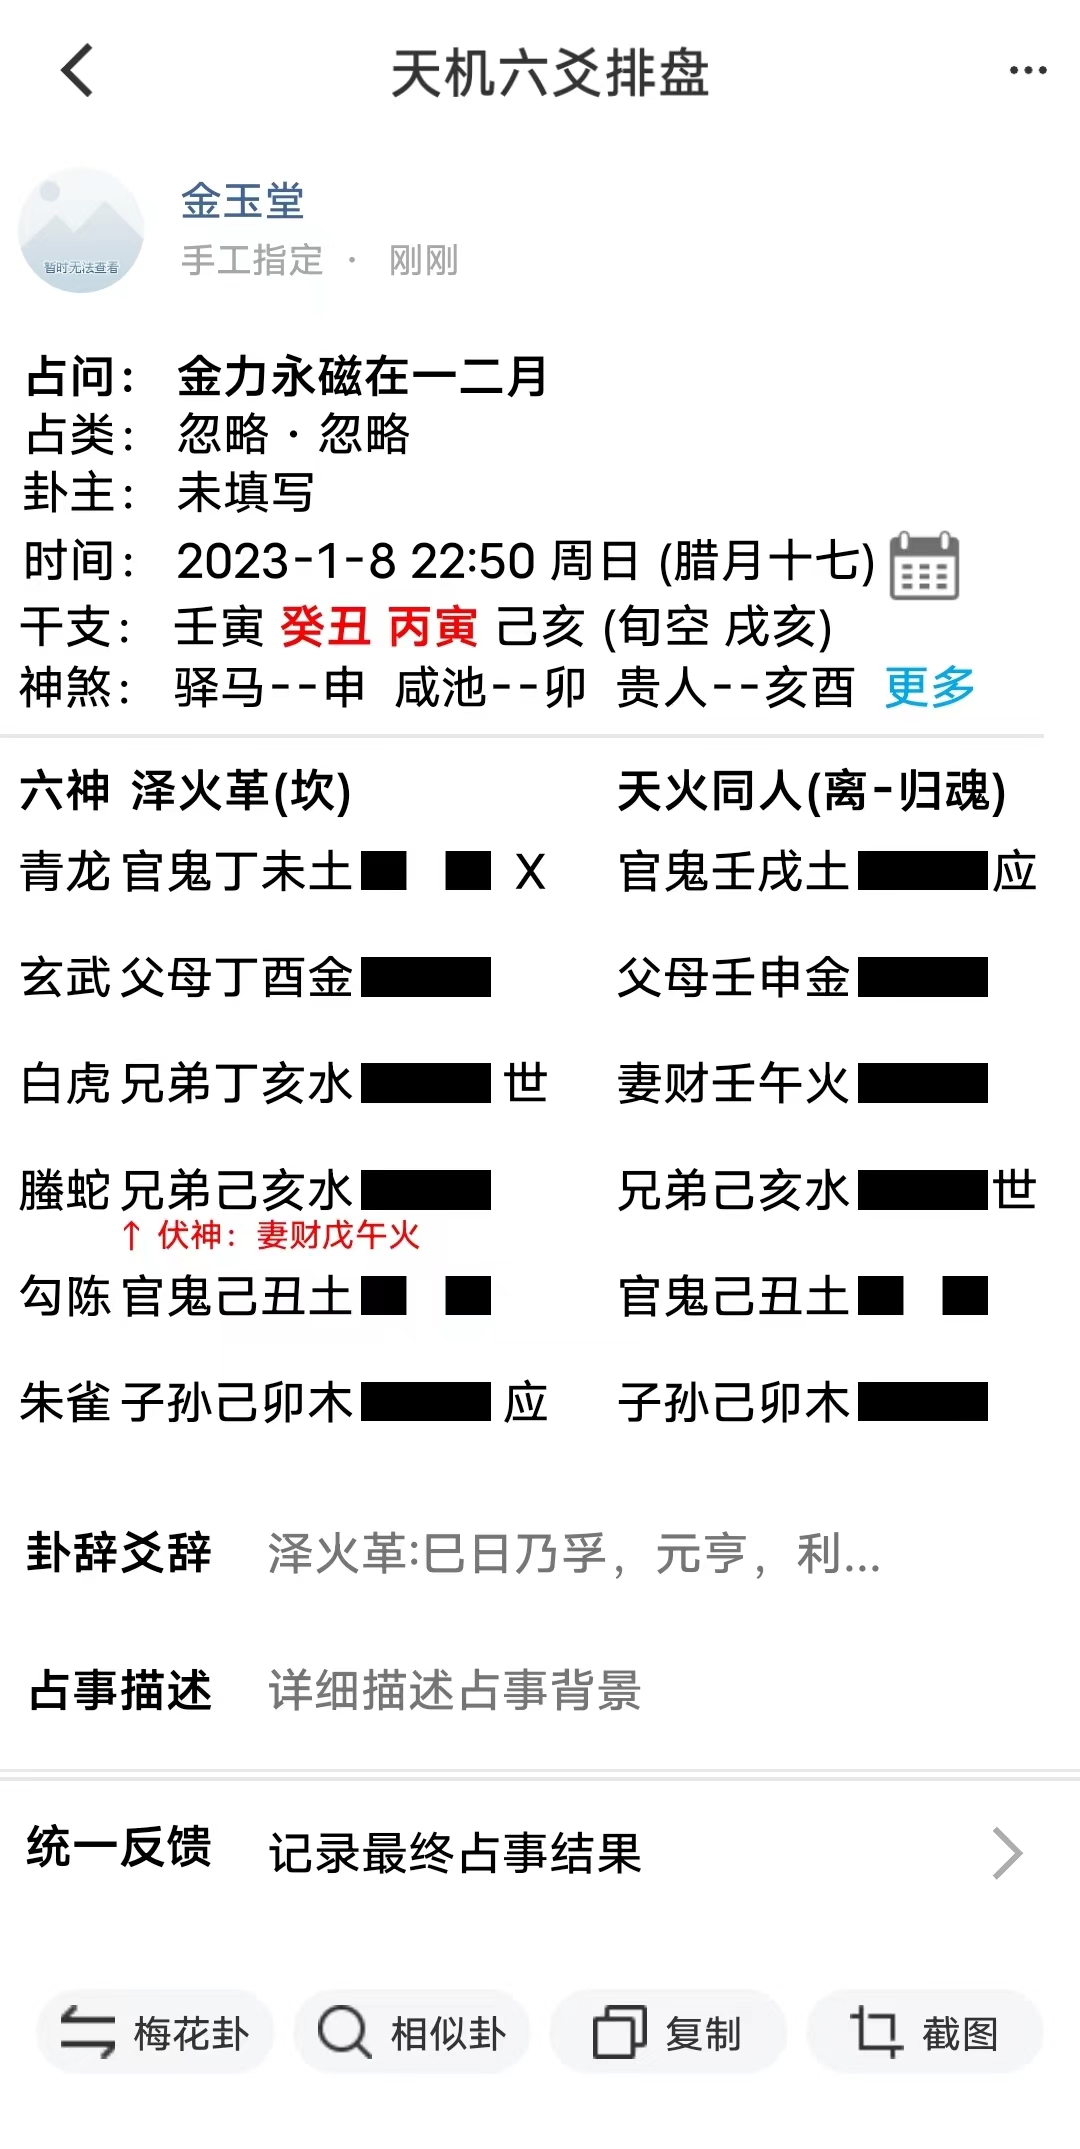 天机六爻排盘
金玉堂
暂时无法查看
手工指定 · 刚刚
占问： 金力永磁在一二月
占类： 忽略 · 忽略
卦主： 未填写
时间： 2023-1-8 22:50 周日 (腊月十七)
干支： 壬寅 癸丑 丙寅 己亥 (旬空 戌亥)
神煞： 驿马--申 咸池--卯 贵人--亥酉 更多
六神 泽火革(坎) 天火同人(离-归魂)
青龙 官鬼丁未土 X 官鬼壬戌土 应
玄武 父母丁酉金 父母壬申金
白虎 兄弟丁亥水 世 妻财壬午火
螣蛇 兄弟己亥水 兄弟己亥水 世
↑ 伏神：妻财戊午火
勾陈 官鬼己丑土 官鬼己丑土
朱雀 子孙己卯木 应 子孙己卯木
卦辞爻辞 泽火革:巳日乃孚，元亨，利...
占事描述 详细描述占事背景
统一反馈 记录最终占事结果
梅花卦 相似卦 复制 截图